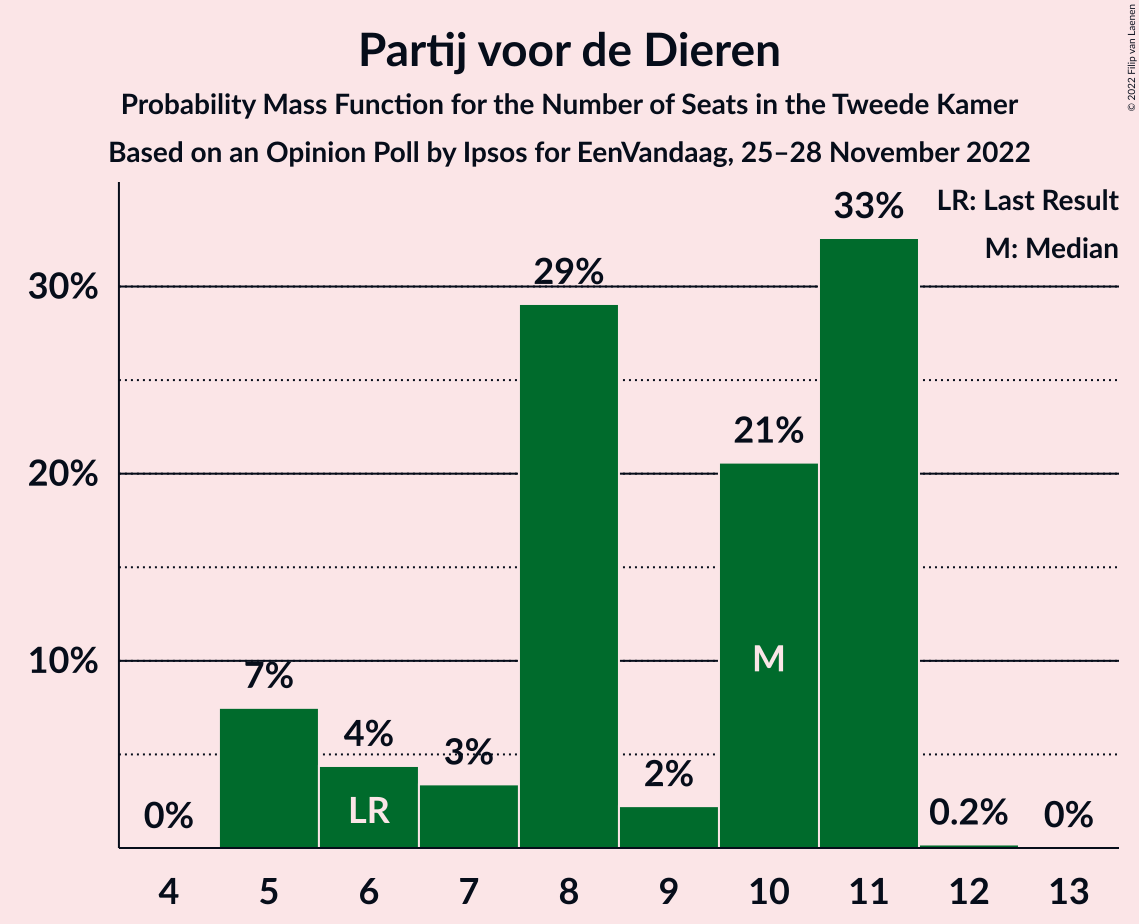 Partij voor de Dieren
Probability Mass Function for the Number of Seats in the Tweede Kamer
Based on an Opinion Poll by Ipsos for EenVandaag, 25–28 November 2022
© 2022 Filip van Laenen
LR: Last Result
M: Median
33%
29%
30%
21%
20%
10%
M
7%
4%
3%
2%
0%
LR
0.2%
0%
4 5 6 7 8 9 10 11 12 13